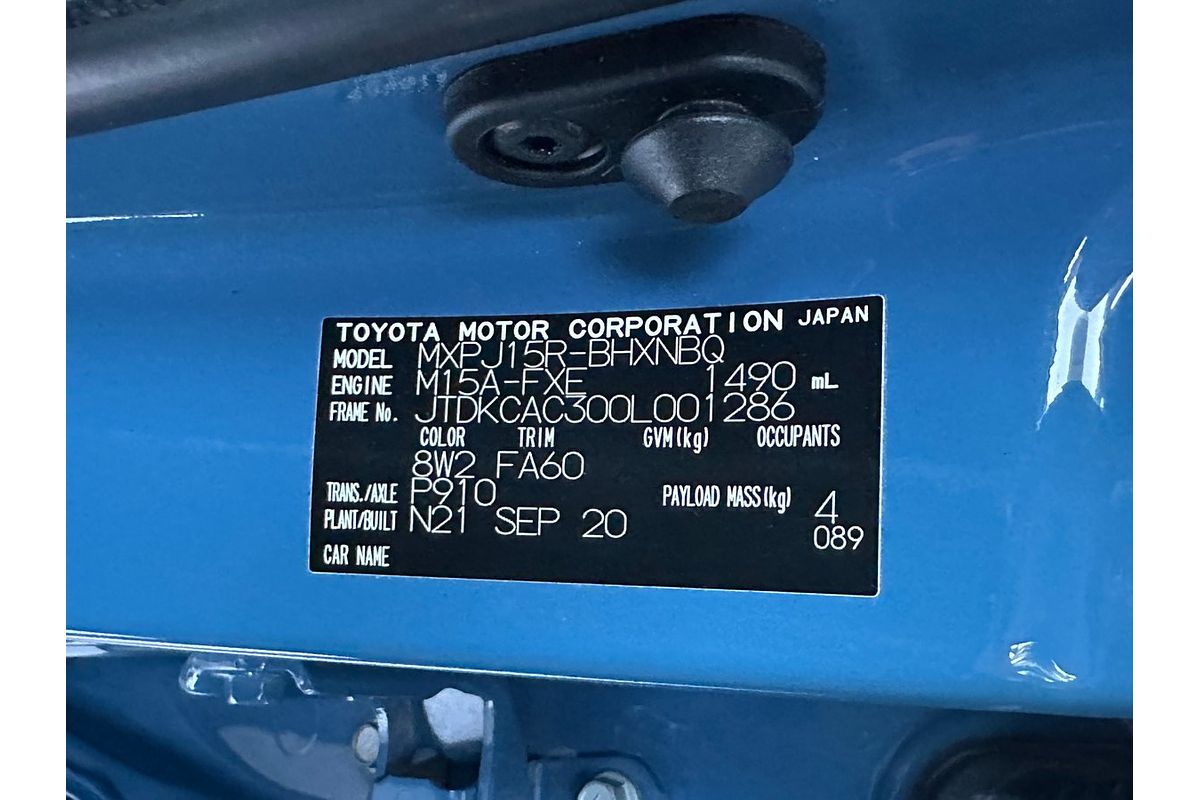 TOYOTA MOTOR CORPORATION JAPAN
MODEL MXPJ15R-BHXNBQ
ENGINE M15A-FXE 1490 mL
FRAME No. JTDKCAC300L001286
COLOR TRIM GVM(kg) OCCUPANTS
8W2 FA60
TRANS./AXLE P910 PAYLOAD MASS(kg) 4
PLANT/BUILT N21 SEP 20 089
CAR NAME